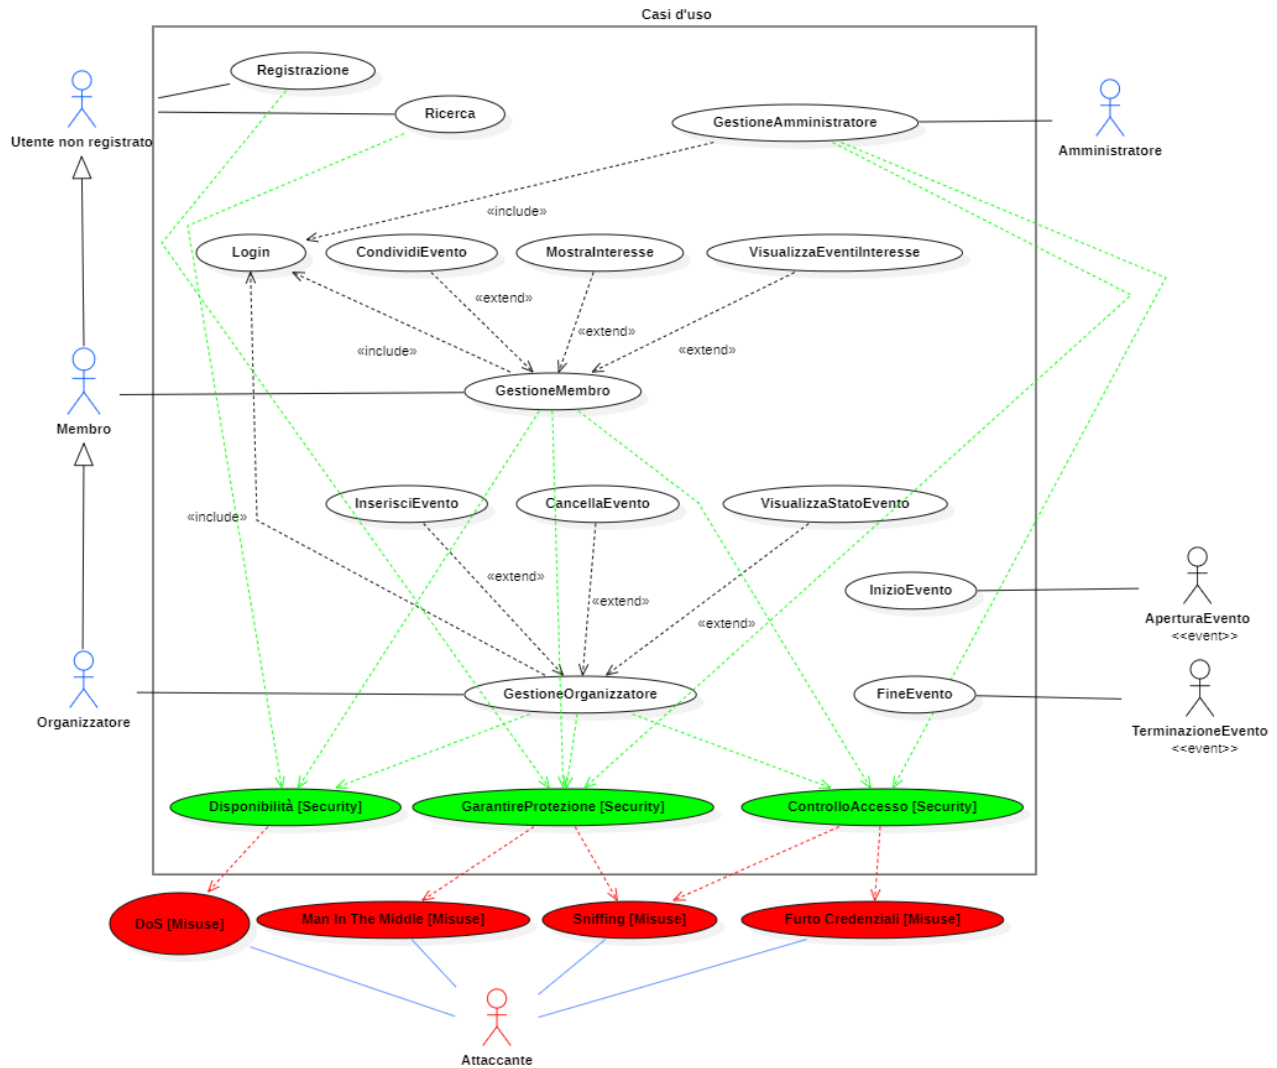 Casi d'uso
Registrazione
Ricerca
GestioneAmministratore
Utente non registrato
Amministratore
«include»
Login
CondividiEvento
MostraInteresse
VisualizzaEventiInteresse
«extend»
«extend»
«include»
«extend»
GestioneMembro
Membro
InserisciEvento
CancellaEvento
VisualizzaStatoEvento
«include»
«extend»
InizioEvento
«extend»
AperturaEvento
<<event>>
«extend»
GestioneOrganizzatore
FineEvento
Organizzatore
TerminazioneEvento
<<event>>
Disponibilità [Security]
GarantireProtezione [Security]
ControlloAccesso [Security]
DoS [Misuse]
Man In The Middle [Misuse]
Sniffing [Misuse]
Furto Credenziali [Misuse]
Attaccante